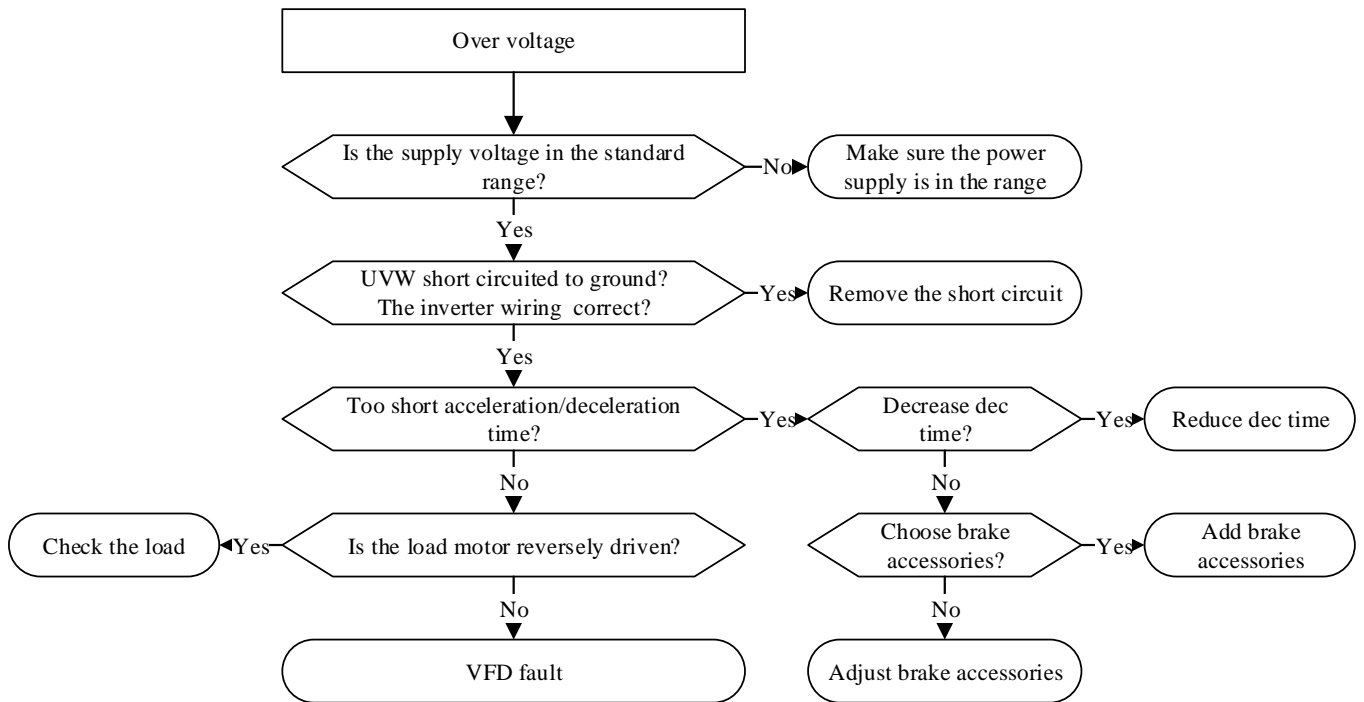 Over voltage
Is the supply voltage in the standard
range?
No
Make sure the power
supply is in the range
Yes
UVW short circuited to ground?
The inverter wiring  correct?
Yes
Remove the short circuit
Yes
Too short acceleration/deceleration
time?
Yes
Decrease dec
time?
Yes
Reduce dec time
No
No
Check the load
Yes
Is the load motor reversely driven?
Choose brake
accessories?
Yes
Add brake
accessories
No
No
VFD fault
Adjust brake accessories